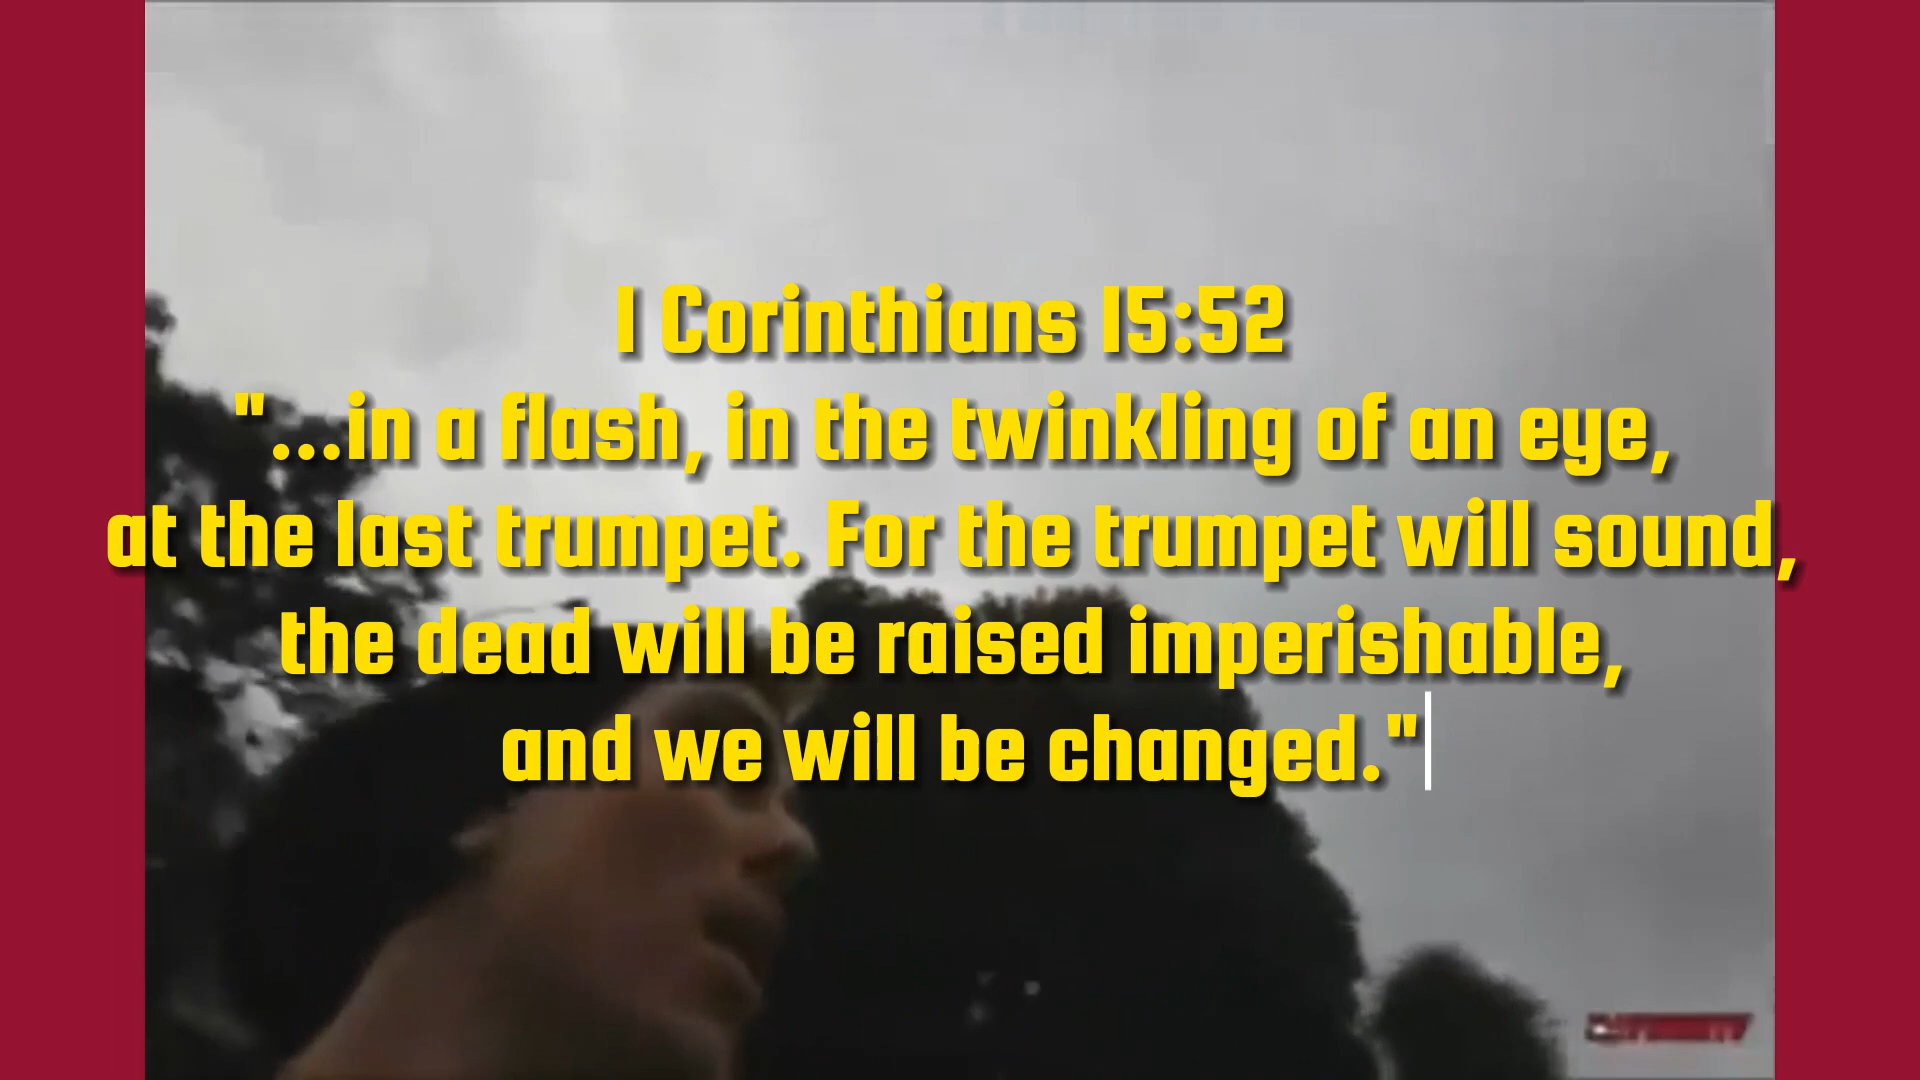 1 Corinthians 15:52
"...in a flash, in the twinkling of an eye,
at the last trumpet. For the trumpet will sound,
the dead will be raised imperishable,
and we will be changed."